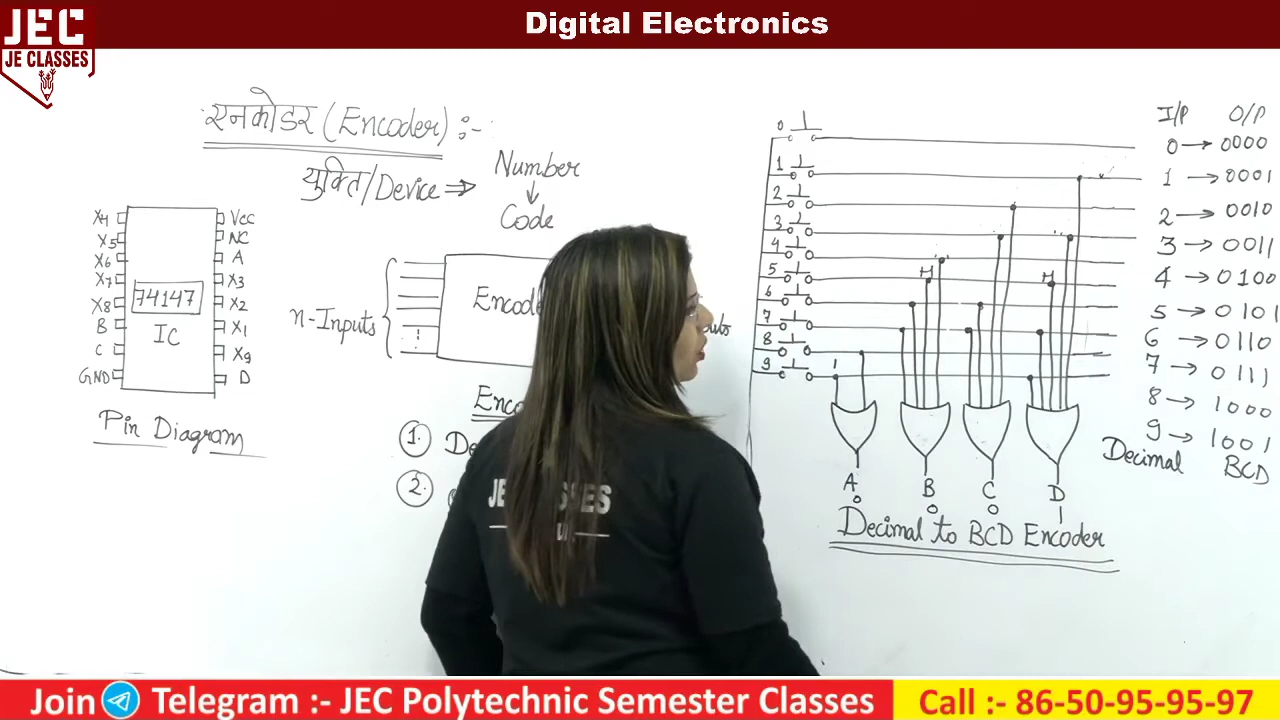 Digital Electronics
JEC
JE CLASSES
एनकोडर (Encoder) :-
युक्ति/Device ⇒ Number
↓
Code
X4
X5
X6
X7
X8
B
C
GND
74147
IC
Vcc
NC
A
X3
X2
X1
X9
D
Pin Diagram
n-Inputs
1.
2.
0
1
2
3
4
5
6
7
8
9
H
H
A
B
C
D
0
0
0
1
Decimal to BCD Encoder
I/P O/P
0 → 0000
1 → 0001
2 → 0010
3 → 0011
4 → 0100
5 → 0101
6 → 0110
7 → 0111
8 → 1000
9 → 1001
Decimal BCD
Join Telegram :- JEC Polytechnic Semester Classes
Call :- 86-50-95-95-97